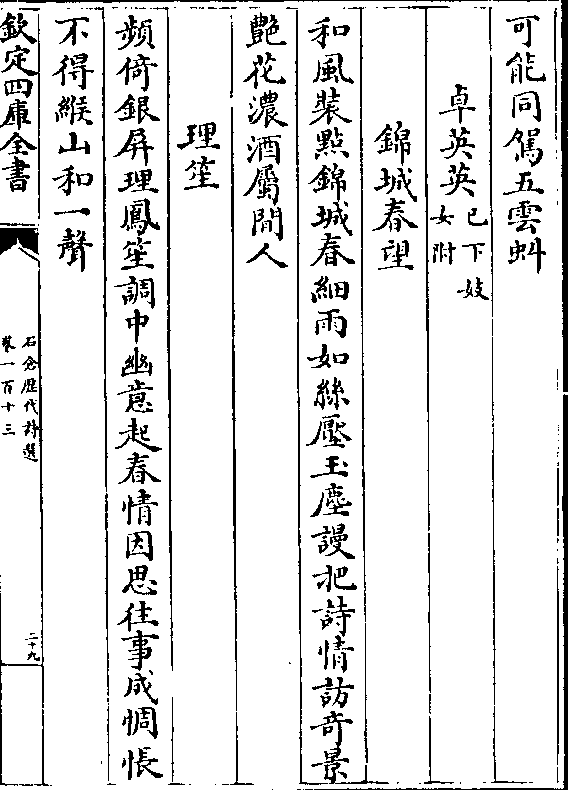 可能同駕五雲虯
卓英英已下妓女附
錦城春望
和風裝㸃錦城春細雨如絲壓玉塵謾把詩情訪竒景
艷花濃酒屬閒人
理笙
頻倚銀屏理鳳笙調中幽意起春情因思往事成惆悵
不得緱山和一聲
欽定四庫全書
石倉歷代詩選
卷一百十三
二十九